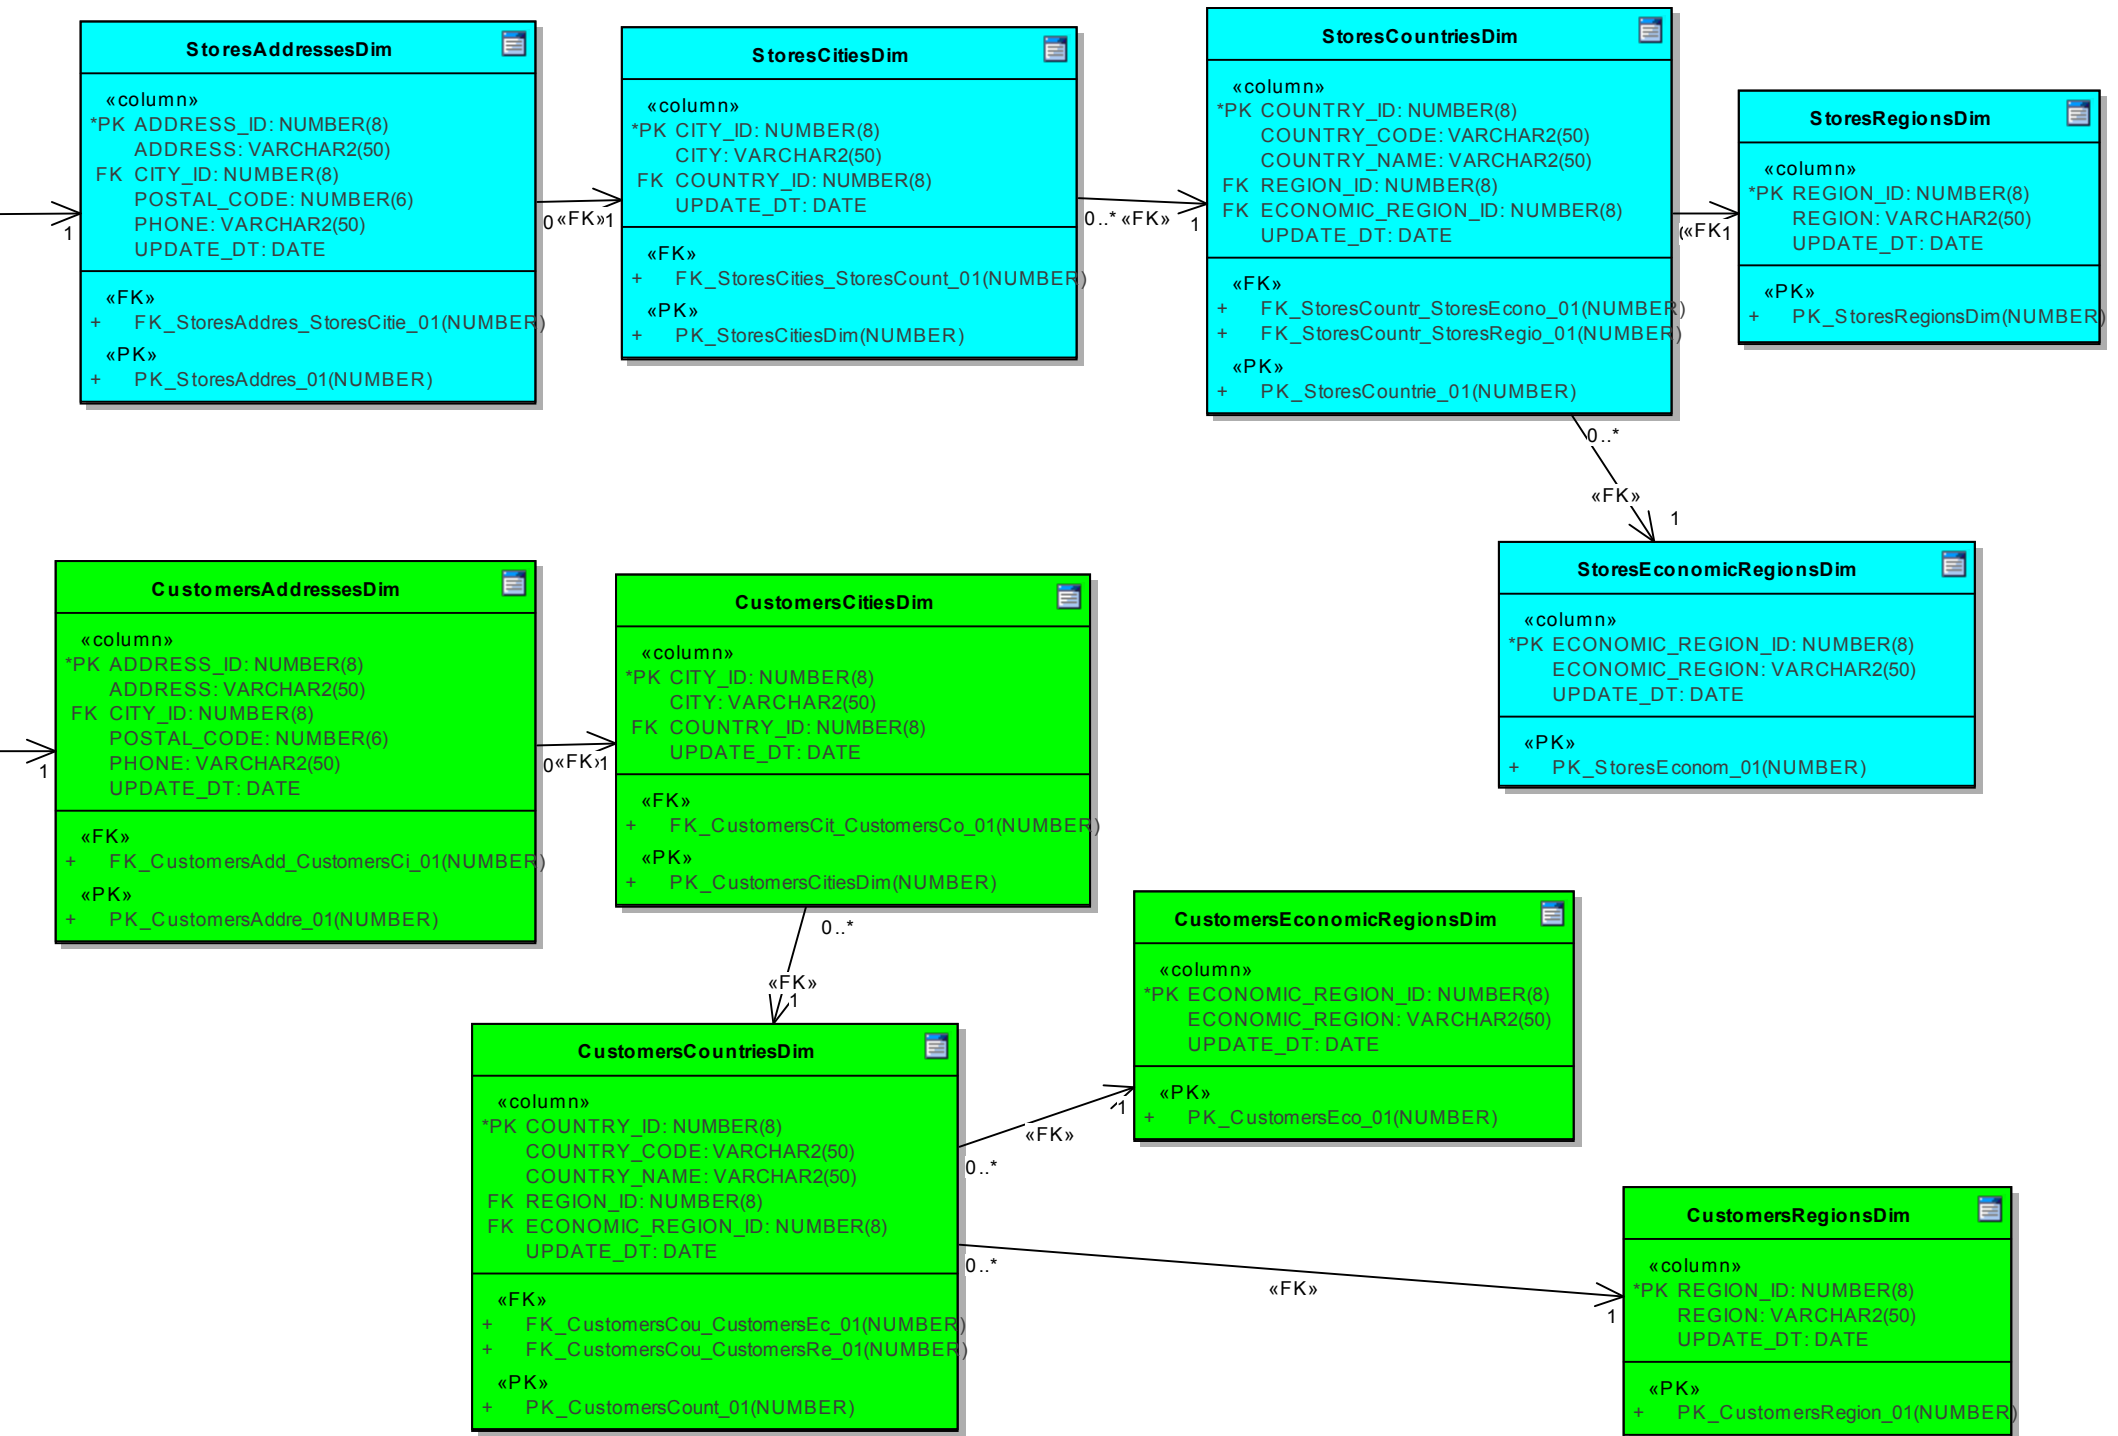 StoresAddressesDim
«column»
*PK ADDRESS_ID: NUMBER(8)
ADDRESS: VARCHAR2(50)
FK CITY_ID: NUMBER(8)
POSTAL_CODE: NUMBER(6)
PHONE: VARCHAR2(50)
UPDATE_DT: DATE
«FK»
+ FK_StoresAddres_StoresCitie_01(NUMBER)
«PK»
+ PK_StoresAddres_01(NUMBER)
1
0 «FK» 1
StoresCitiesDim
«column»
*PK CITY_ID: NUMBER(8)
CITY: VARCHAR2(50)
FK COUNTRY_ID: NUMBER(8)
UPDATE_DT: DATE
«FK»
+ FK_StoresCities_StoresCount_01(NUMBER)
«PK»
+ PK_StoresCitiesDim(NUMBER)
0..* «FK» 1
StoresCountriesDim
«column»
*PK COUNTRY_ID: NUMBER(8)
COUNTRY_CODE: VARCHAR2(50)
COUNTRY_NAME: VARCHAR2(50)
FK REGION_ID: NUMBER(8)
FK ECONOMIC_REGION_ID: NUMBER(8)
UPDATE_DT: DATE
«FK»
+ FK_StoresCountr_StoresEcono_01(NUMBER)
+ FK_StoresCountr_StoresRegio_01(NUMBER)
«PK»
+ PK_StoresCountrie_01(NUMBER)
«FK 1
StoresRegionsDim
«column»
*PK REGION_ID: NUMBER(8)
REGION: VARCHAR2(50)
UPDATE_DT: DATE
«PK»
+ PK_StoresRegionsDim(NUMBER)
0..*
«FK»
1
StoresEconomicRegionsDim
«column»
*PK ECONOMIC_REGION_ID: NUMBER(8)
ECONOMIC_REGION: VARCHAR2(50)
UPDATE_DT: DATE
«PK»
+ PK_StoresEconom_01(NUMBER)
CustomersAddressesDim
«column»
*PK ADDRESS_ID: NUMBER(8)
ADDRESS: VARCHAR2(50)
FK CITY_ID: NUMBER(8)
POSTAL_CODE: NUMBER(6)
PHONE: VARCHAR2(50)
UPDATE_DT: DATE
«FK»
+ FK_CustomersAdd_CustomersCi_01(NUMBER)
«PK»
+ PK_CustomersAddre_01(NUMBER)
1
0 «FK» 1
CustomersCitiesDim
«column»
*PK CITY_ID: NUMBER(8)
CITY: VARCHAR2(50)
FK COUNTRY_ID: NUMBER(8)
UPDATE_DT: DATE
«FK»
+ FK_CustomersCit_CustomersCo_01(NUMBER)
«PK»
+ PK_CustomersCitiesDim(NUMBER)
0..*
«FK»
1
CustomersCountriesDim
«column»
*PK COUNTRY_ID: NUMBER(8)
COUNTRY_CODE: VARCHAR2(50)
COUNTRY_NAME: VARCHAR2(50)
FK REGION_ID: NUMBER(8)
FK ECONOMIC_REGION_ID: NUMBER(8)
UPDATE_DT: DATE
«FK»
+ FK_CustomersCou_CustomersEc_01(NUMBER)
+ FK_CustomersCou_CustomersRe_01(NUMBER)
«PK»
+ PK_CustomersCount_01(NUMBER)
0..*
«FK»
1
CustomersEconomicRegionsDim
«column»
*PK ECONOMIC_REGION_ID: NUMBER(8)
ECONOMIC_REGION: VARCHAR2(50)
UPDATE_DT: DATE
«PK»
+ PK_CustomersEco_01(NUMBER)
0..*
«FK»
1
CustomersRegionsDim
«column»
*PK REGION_ID: NUMBER(8)
REGION: VARCHAR2(50)
UPDATE_DT: DATE
«PK»
+ PK_CustomersRegion_01(NUMBER)